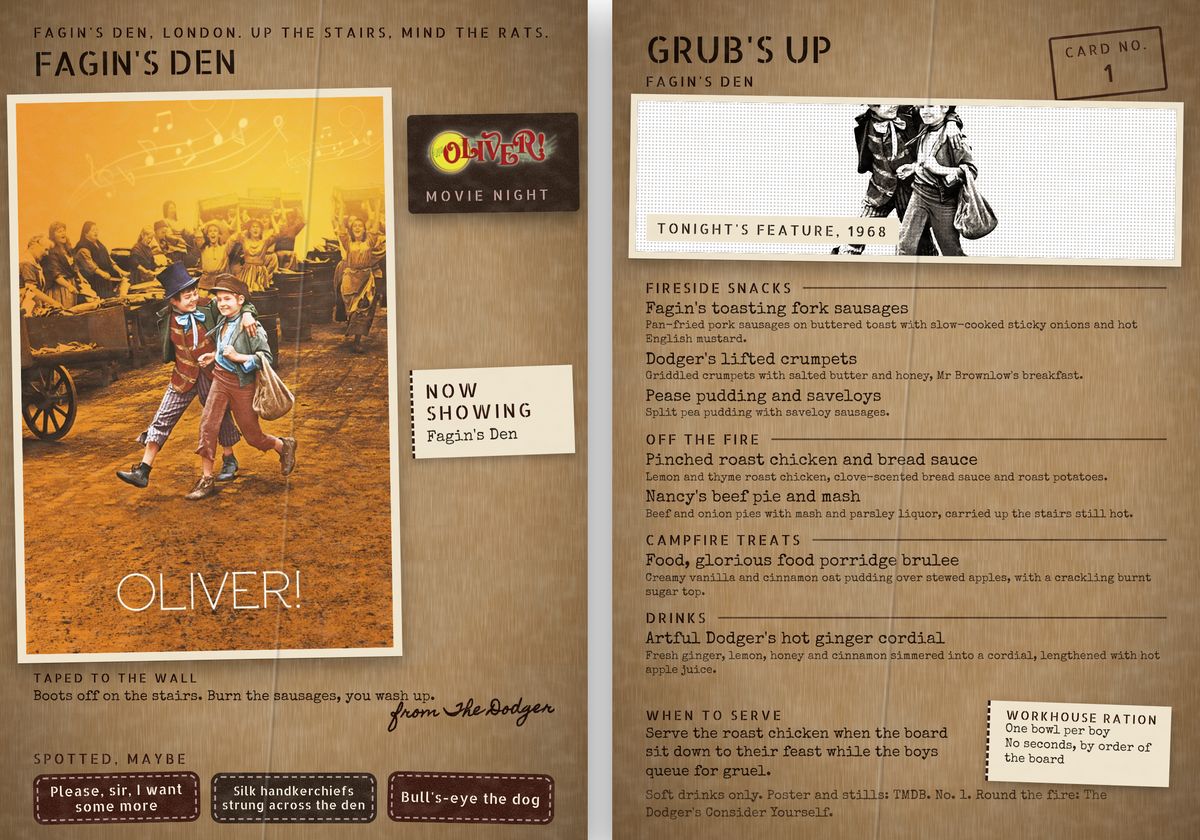 FAGIN'S DEN, LONDON. UP THE STAIRS, MIND THE RATS.
FAGIN'S DEN
OLIVER!
MOVIE NIGHT
NOW
SHOWING
Fagin's Den
OLIVER!
TAPED TO THE WALL
Boots off on the stairs. Burn the sausages, you wash up.
from The Dodger
SPOTTED, MAYBE
Please, sir, I want
some more
Silk handkerchiefs
strung across the den
Bull's-eye the dog
GRUB'S UP
FAGIN'S DEN
CARD NO.
1
TONIGHT'S FEATURE, 1968
FIRESIDE SNACKS
Fagin's toasting fork sausages
Pan-fried pork sausages on buttered toast with slow-cooked sticky onions and hot
English mustard.
Dodger's lifted crumpets
Griddled crumpets with salted butter and honey, Mr Brownlow's breakfast.
Pease pudding and saveloys
Split pea pudding with saveloy sausages.
OFF THE FIRE
Pinched roast chicken and bread sauce
Lemon and thyme roast chicken, clove-scented bread sauce and roast potatoes.
Nancy's beef pie and mash
Beef and onion pies with mash and parsley liquor, carried up the stairs still hot.
CAMPFIRE TREATS
Food, glorious food porridge brulee
Creamy vanilla and cinnamon oat pudding over stewed apples, with a crackling burnt
sugar top.
DRINKS
Artful Dodger's hot ginger cordial
Fresh ginger, lemon, honey and cinnamon simmered into a cordial, lengthened with hot
apple juice.
WHEN TO SERVE
Serve the roast chicken when the board
sit down to their feast while the boys
queue for gruel.
WORKHOUSE RATION
One bowl per boy
No seconds, by order of
the board
Soft drinks only. Poster and stills: TMDB. No. 1. Round the fire: The
Dodger's Consider Yourself.